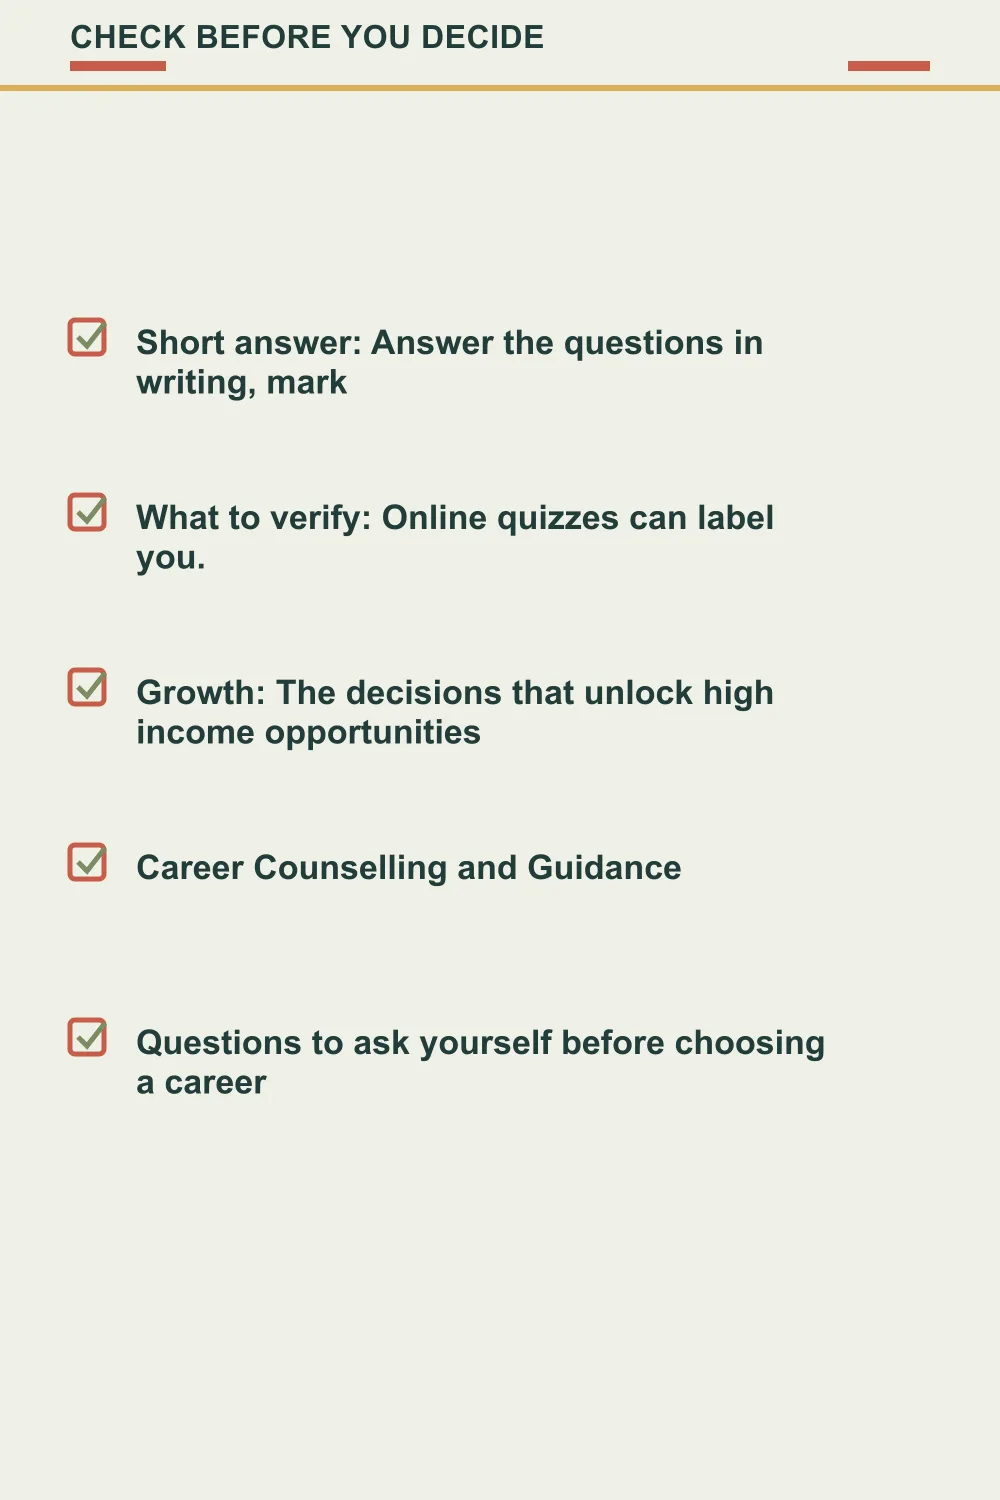 CHECK BEFORE YOU DECIDE
Short answer: Answer the questions in
writing, mark
What to verify: Online quizzes can label
you.
Growth: The decisions that unlock high
income opportunities
Career Counselling and Guidance
Questions to ask yourself before choosing
a career